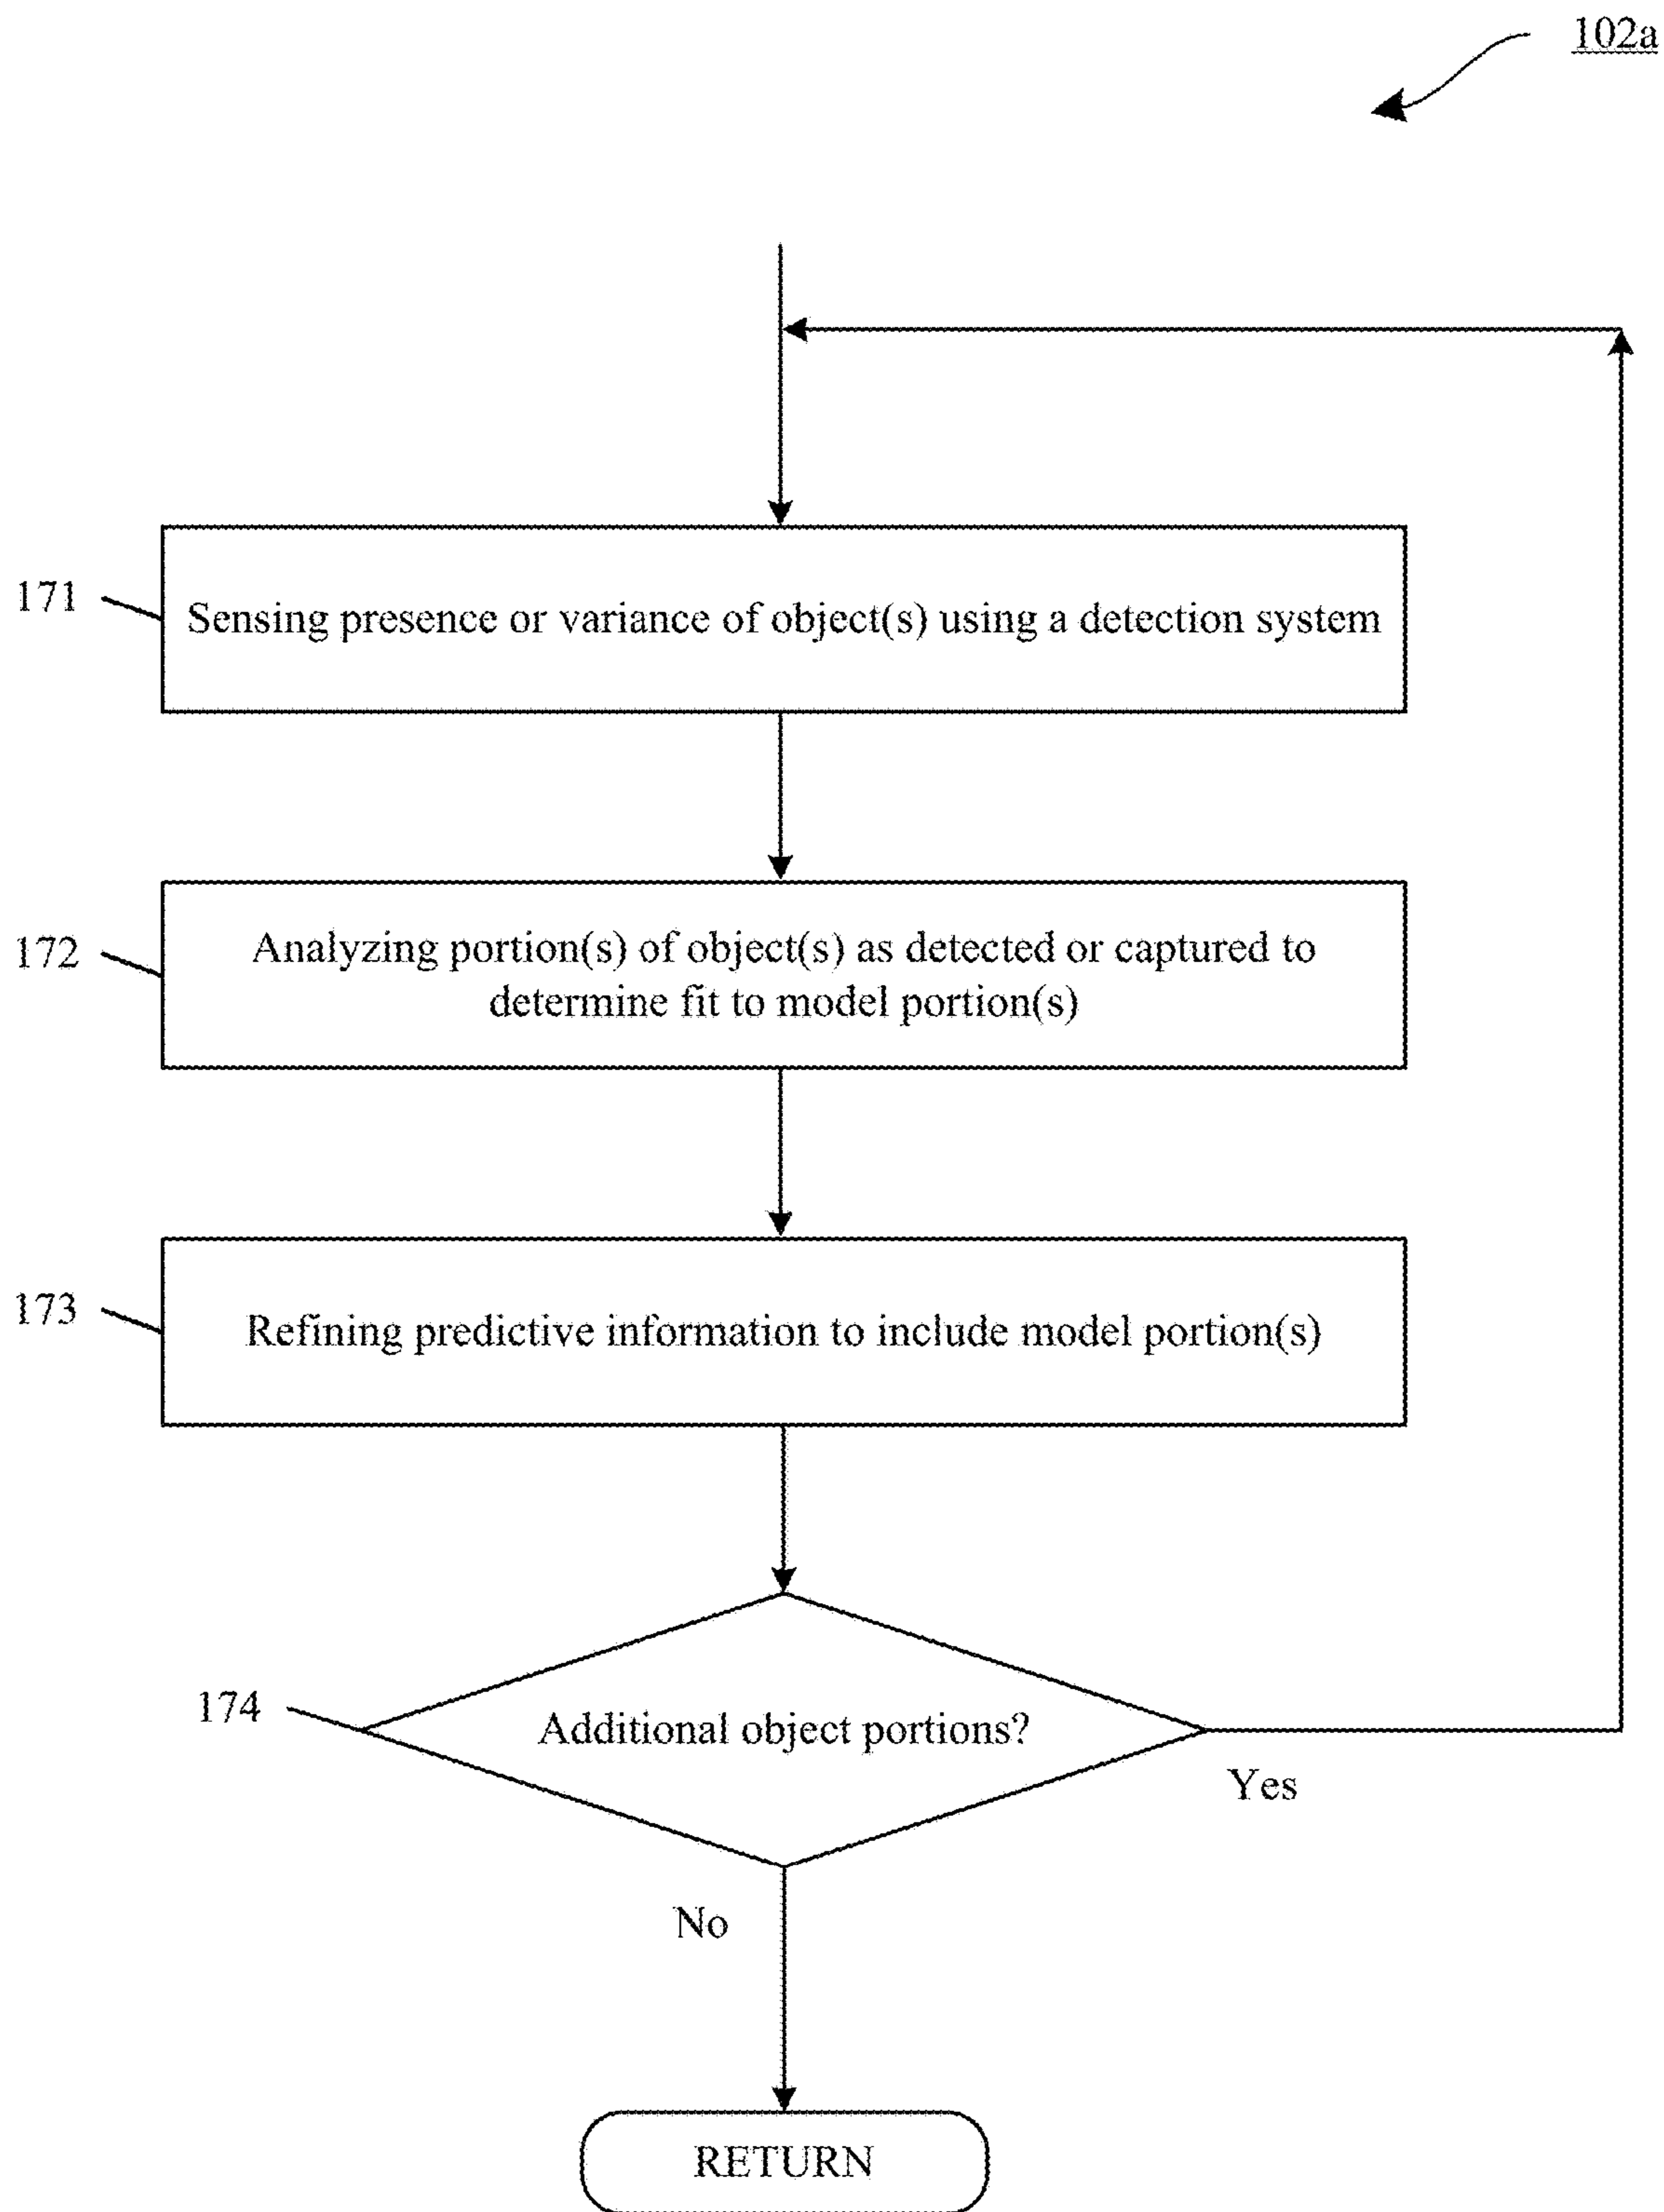 102a
171
Sensing presence or variance of object(s) using a detection system
172
Analyzing portion(s) of object(s) as detected or captured to
determine fit to model portion(s)
173
Refining predictive information to include model portion(s)
174
Additional object portions?
Yes
No
RETURN